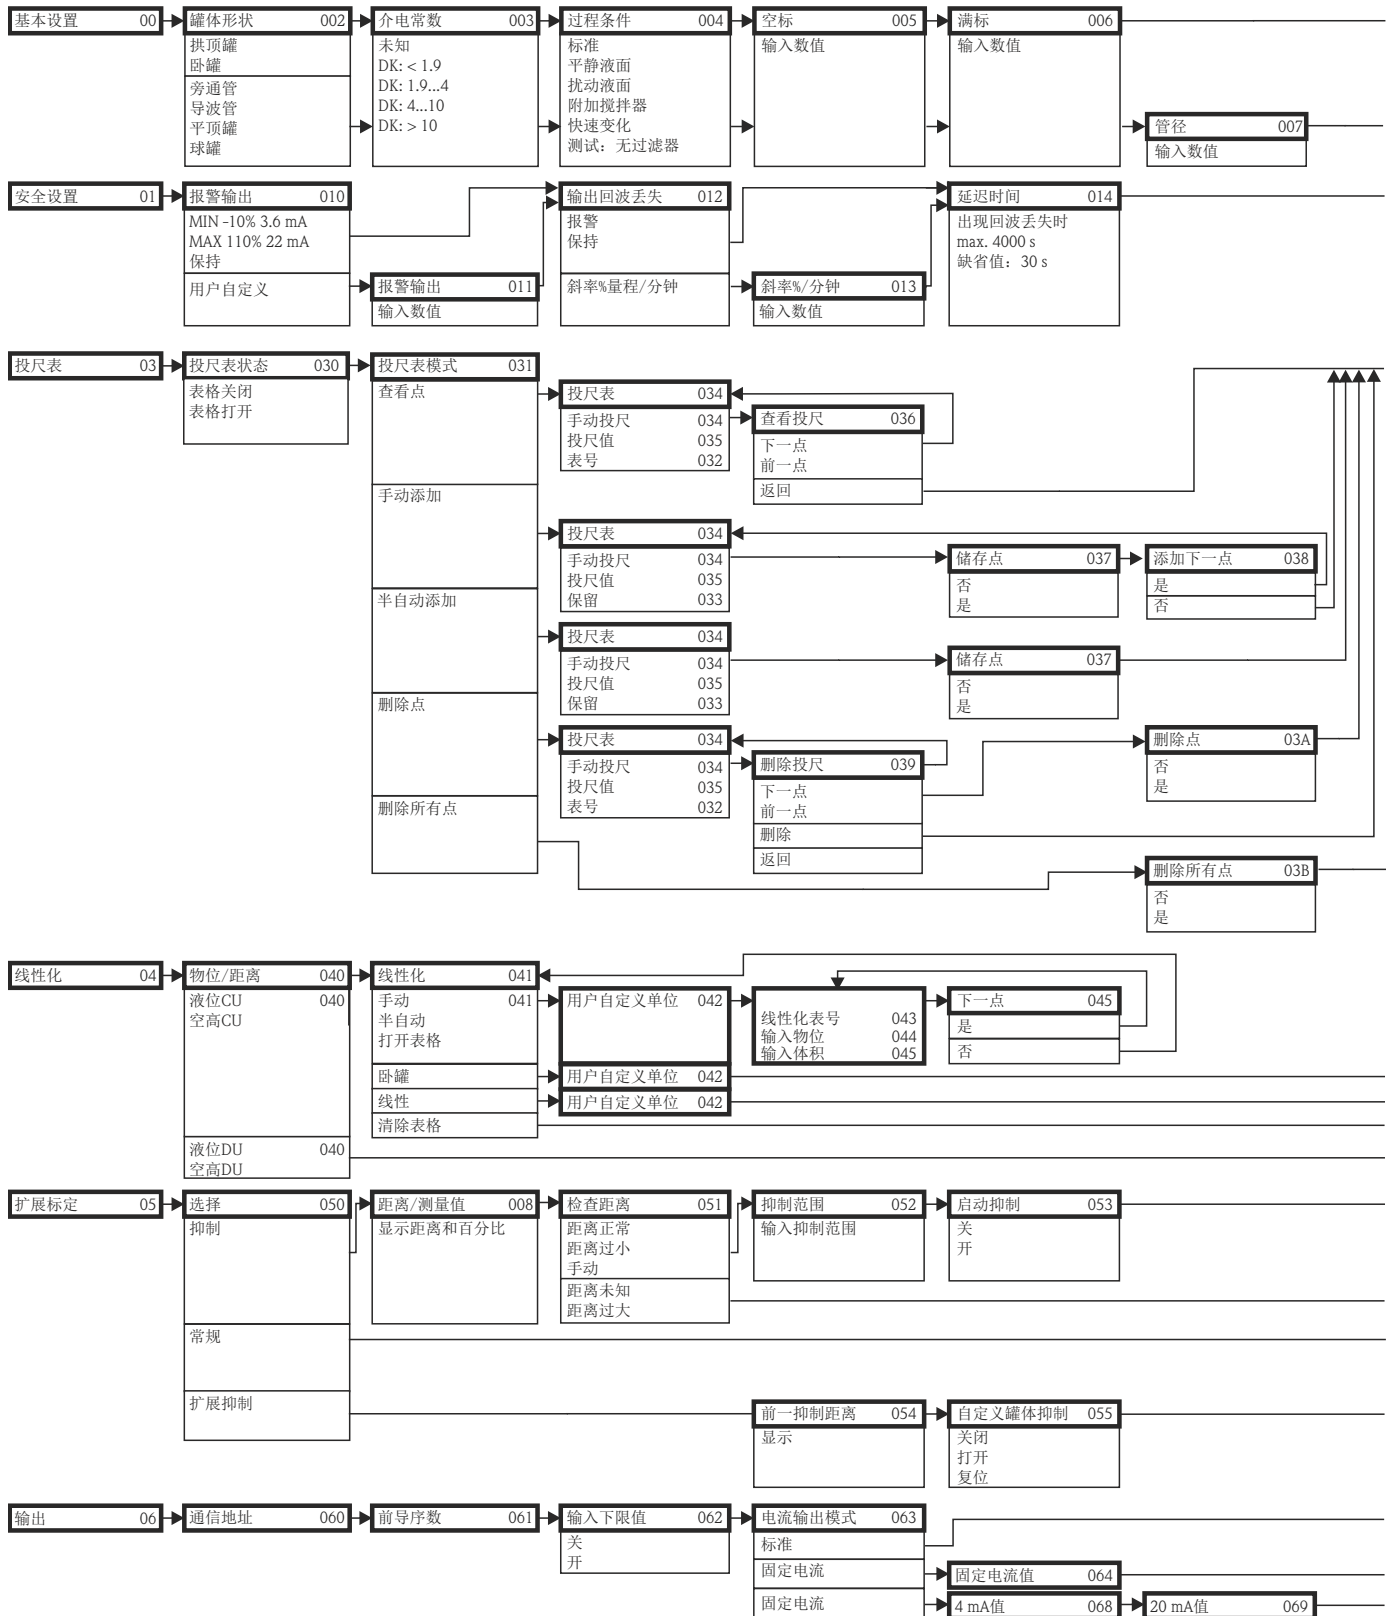 基本设置 00
罐体形状 002
拱顶罐
卧罐
旁通管
导波管
平顶罐
球罐
介电常数 003
未知
DK: < 1.9
DK: 1.9...4
DK: 4...10
DK: > 10
过程条件 004
标准
平静液面
扰动液面
附加搅拌器
快速变化
测试：无过滤器
空标 005
输入数值
满标 006
输入数值
管径 007
输入数值
安全设置 01
报警输出 010
MIN -10% 3.6 mA
MAX 110% 22 mA
保持
用户自定义
报警输出 011
输入数值
输出回波丢失 012
报警
保持
斜率%量程/分钟
斜率%/分钟 013
输入数值
延迟时间 014
出现回波丢失时
max. 4000 s
缺省值：30 s
投尺表 03
投尺表状态 030
表格关闭
表格打开
投尺表模式 031
查看点
手动添加
半自动添加
删除点
删除所有点
投尺表 034
手动投尺 034
投尺值 035
表号 032
查看投尺 036
下一点
前一点
返回
投尺表 034
手动投尺 034
投尺值 035
保留 033
储存点 037
否
是
添加下一点 038
是
否
投尺表 034
手动投尺 034
投尺值 035
保留 033
储存点 037
否
是
投尺表 034
手动投尺 034
投尺值 035
表号 032
删除投尺 039
下一点
前一点
删除
返回
删除点 03A
否
是
删除所有点 03B
否
是
线性化 04
物位/距离 040
液位CU 040
空高CU
液位DU 040
空高DU
线性化 041
手动 041
半自动
打开表格
卧罐
线性
清除表格
用户自定义单位 042
用户自定义单位 042
用户自定义单位 042
线性化表号 043
输入物位 044
输入体积 045
下一点 045
是
否
扩展标定 05
选择 050
抑制
常规
扩展抑制
距离/测量值 008
显示距离和百分比
检查距离 051
距离正常
距离过小
手动
距离未知
距离过大
抑制范围 052
输入抑制范围
启动抑制 053
关
开
前一抑制距离 054
显示
自定义罐体抑制 055
关闭
打开
复位
输出 06
通信地址 060
前导序数 061
输入下限值 062
关
开
电流输出模式 063
标准
固定电流
固定电流
固定电流值 064
4 mA值 068
20 mA值 069